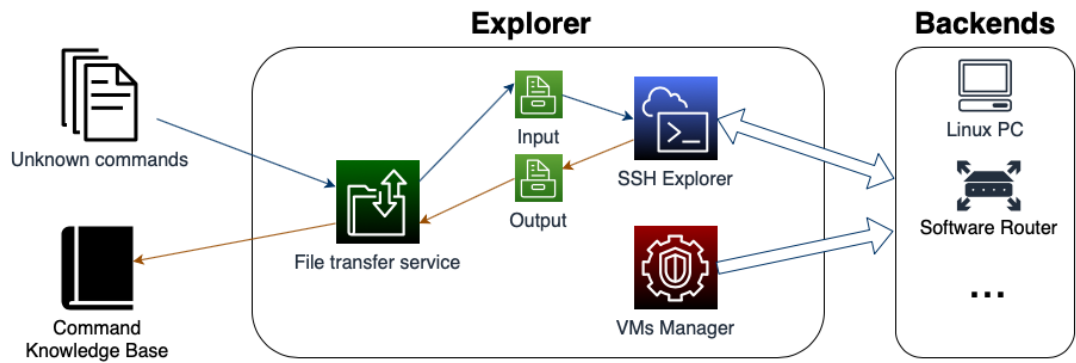 Explorer
Backends
Unknown commands
Input
Output
File transfer service
SSH Explorer
VMs Manager
Command
Knowledge Base
Linux PC
Software Router
...